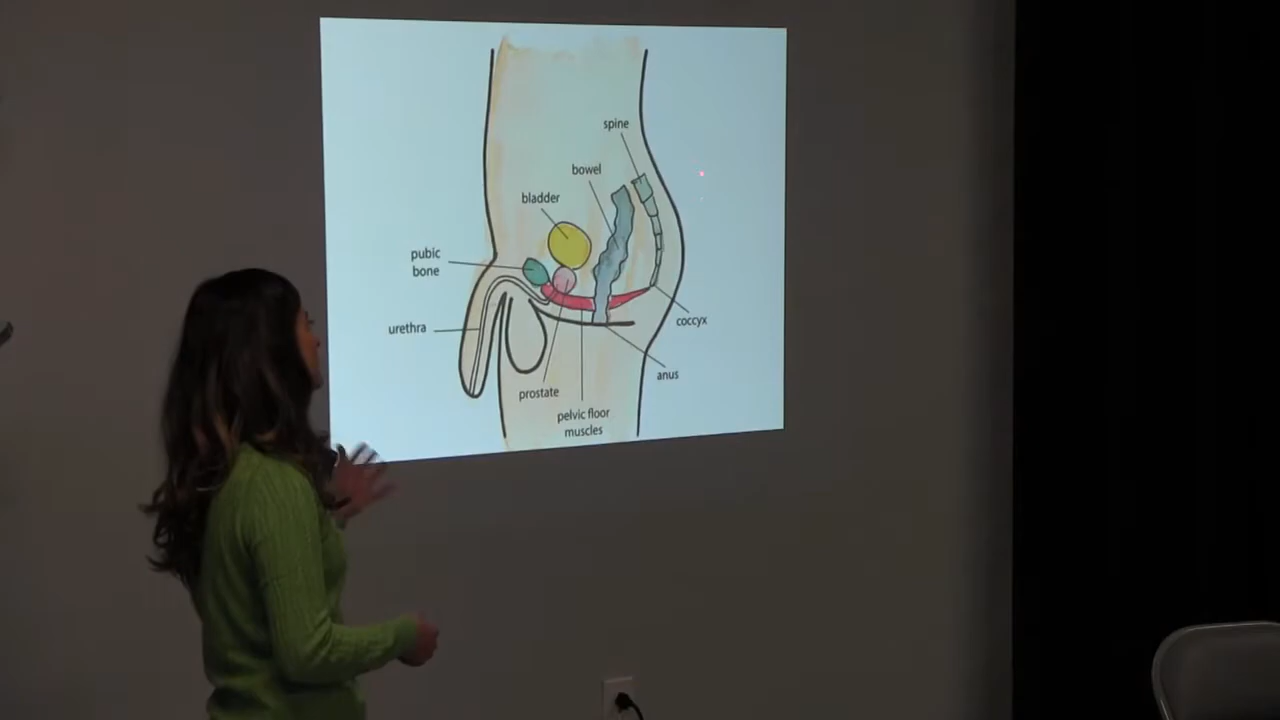 spine
bowel
bladder
pubic
bone
urethra
coccyx
anus
prostate
pelvic floor
muscles